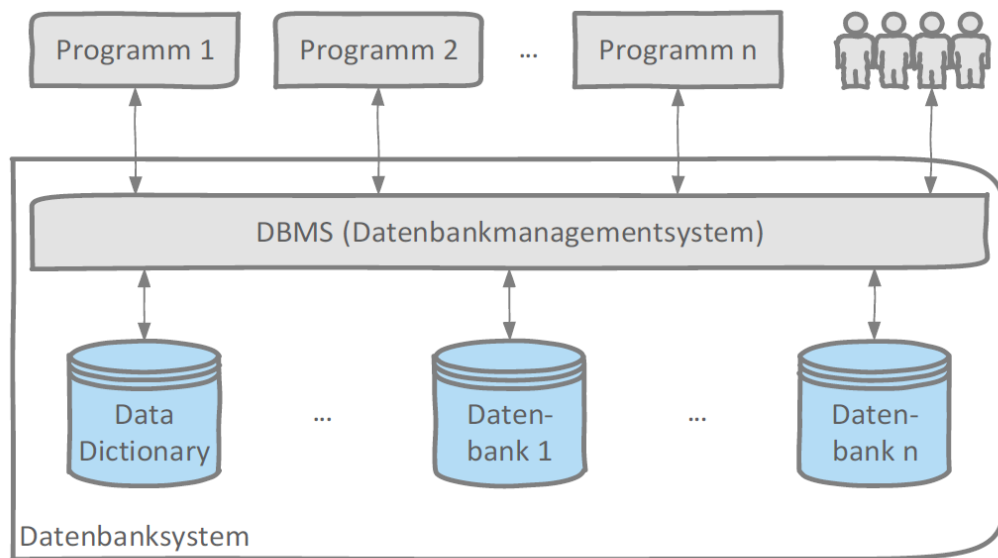 Programm 1
Programm 2
...
Programm n
DBMS (Datenbankmanagementsystem)
Data
Dictionary
...
Daten-
bank 1
...
Daten-
bank n
Datenbanksystem